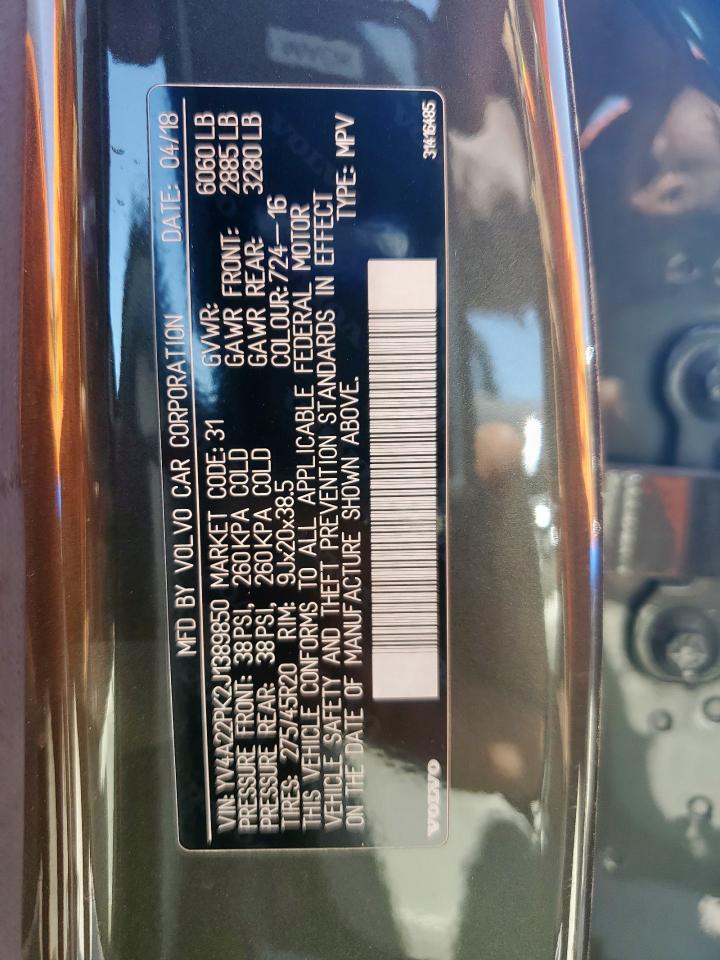 MFD BY VOLVO CAR CORPORATION DATE: 04/18
VIN: YV4A22PK2J1389850 MARKET CODE: 31 GVWR: 6060 LB
PRESSURE FRONT: 38PSI, 260KPA COLD GAWR FRONT: 2885 LB
PRESSURE REAR: 38PSI, 260KPA COLD GAWR REAR: 3280 LB
TIRES: 275/45R20 RIM: 9Jx20x38.5 COLOUR: 724-16
THIS VEHICLE CONFORMS TO ALL APPLICABLE FEDERAL MOTOR
VEHICLE SAFETY AND THEFT PREVENTION STANDARDS IN EFFECT
ON THE DATE OF MANUFACTURE SHOWN ABOVE. TYPE: MPV
VOLVO 31416485